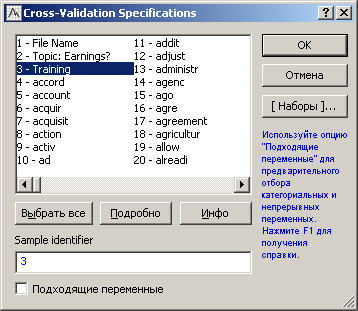 Cross-Validation Specifications
1 - File Name
2 - Topic: Earnings?
3 - Training
4 - accord
5 - account
6 - acquir
7 - acquisit
8 - action
9 - activ
10 - ad
11 - addit
12 - adjust
13 - administr
14 - agenc
15 - ago
16 - agre
17 - agreement
18 - agricultur
19 - allow
20 - alreadi
OK
Отмена
[ Наборы ]...
Используйте опцию
"Подходящие
переменные" для
предварительного
отбора
категориальных и
непрерывных
переменных.
Нажмите F1 для
получения
справки.
Выбрать все
Подробно
Инфо
Sample identifier
3
Подходящие переменные